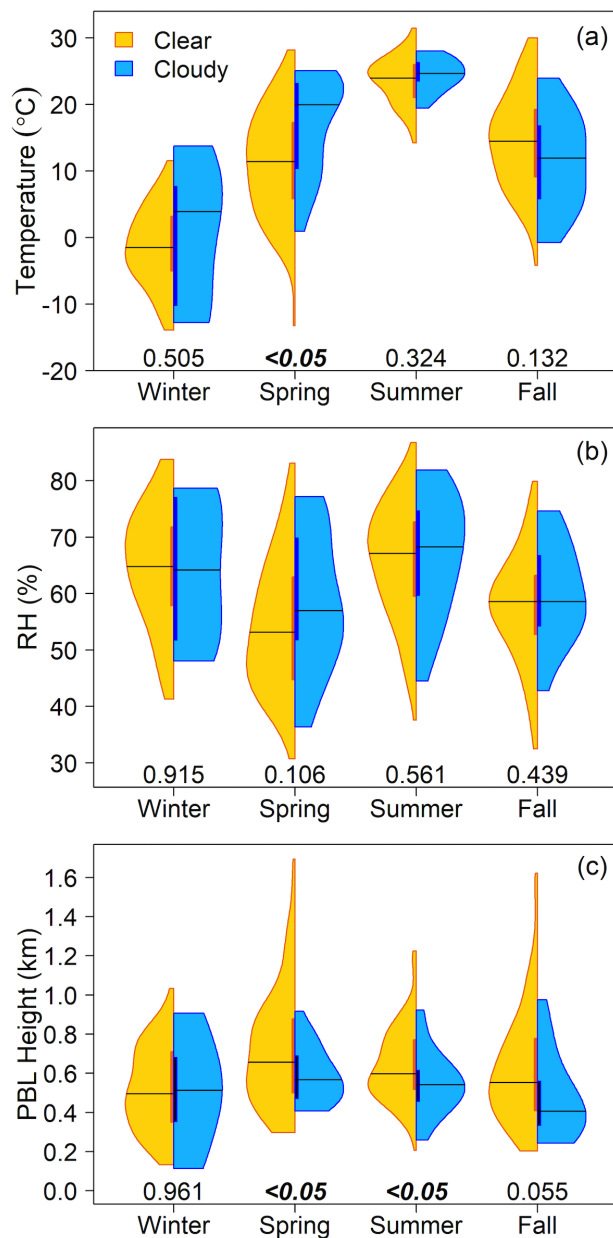 (a)
Clear
Cloudy
Temperature (°C)
30
20
10
0
-10
-20
0.505 <0.05 0.324 0.132
Winter Spring Summer Fall
(b)
RH (%)
80
70
60
50
40
30
0.915 0.106 0.561 0.439
Winter Spring Summer Fall
(c)
PBL Height (km)
1.6
1.4
1.2
1.0
0.8
0.6
0.4
0.2
0.0
0.961 <0.05 <0.05 0.055
Winter Spring Summer Fall